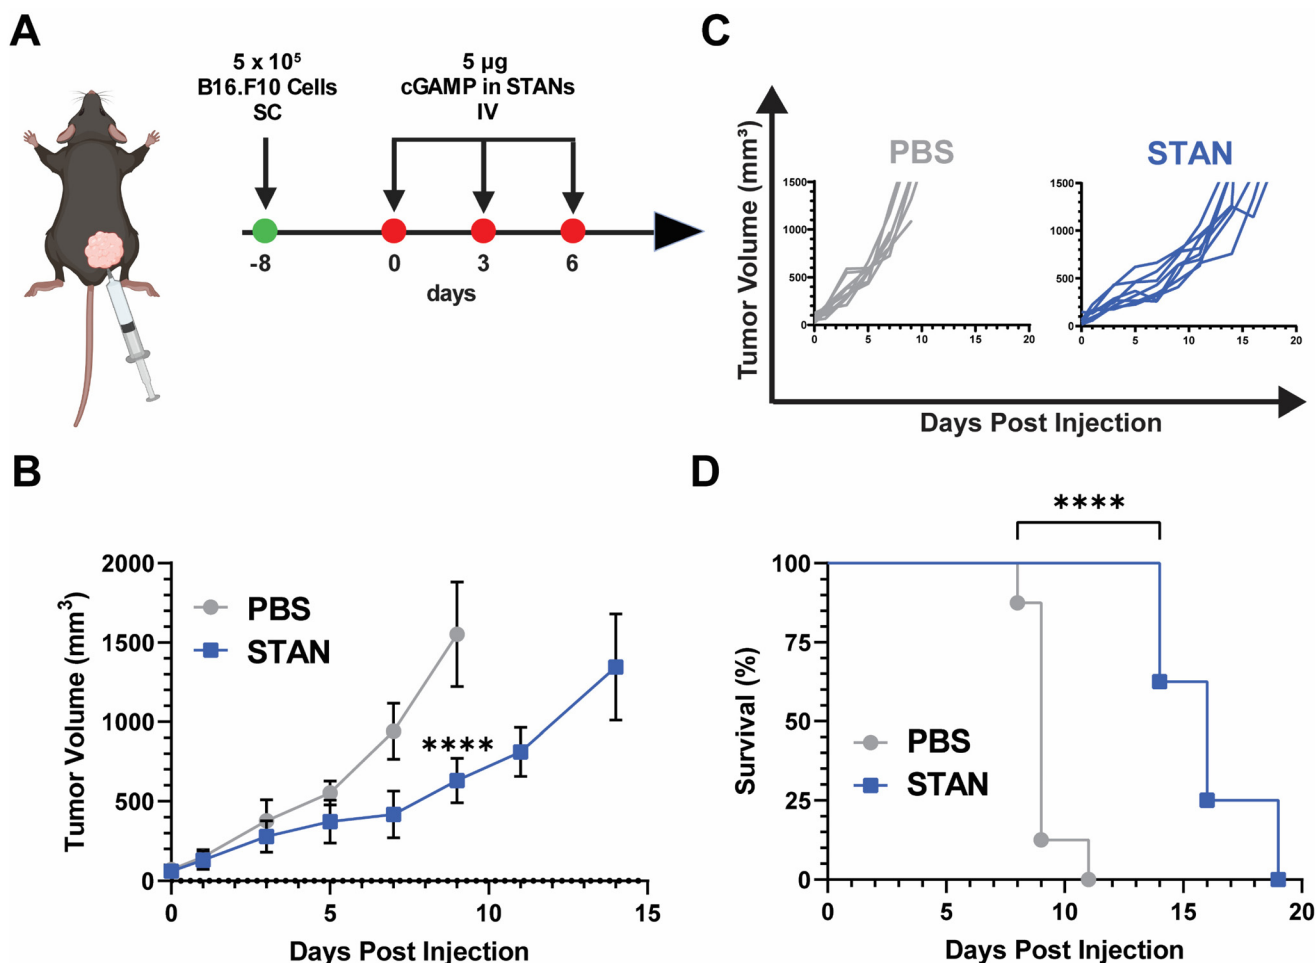 A
5 x 10⁵
B16.F10 Cells
SC
5 µg
cGAMP in STANs
IV
-8
0
3
6
days
C
Tumor Volume (mm³)
PBS
1500
1000
500
0
0
5
10
15
20
STAN
1500
1000
500
0
0
5
10
15
20
Days Post Injection
B
Tumor Volume (mm³)
2000
1500
1000
500
0
PBS
STAN
****
0
5
10
15
Days Post Injection
D
****
Survival (%)
100
75
50
25
0
PBS
STAN
0
5
10
15
20
Days Post Injection